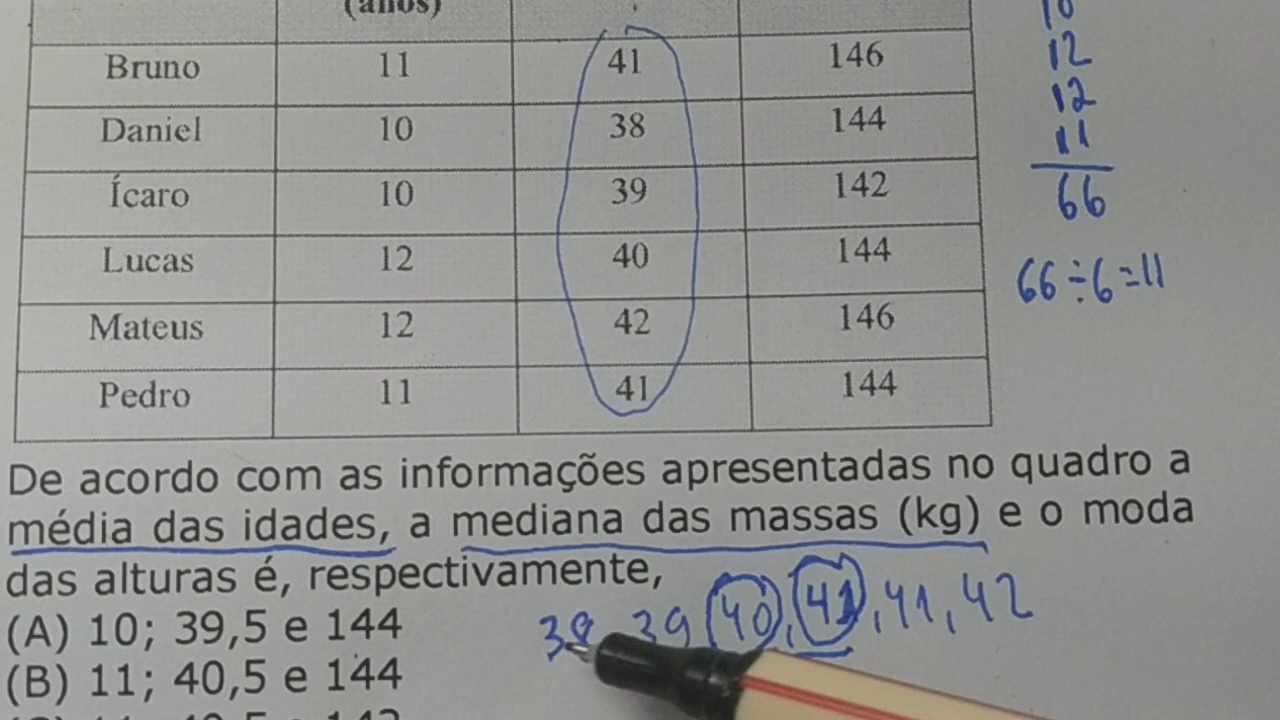 (anos)
Bruno 11 41 146
Daniel 10 38 144
Ícaro 10 39 142
Lucas 12 40 144
Mateus 12 42 146
Pedro 11 41 144
10
12
12
11
66
66÷6=11
De acordo com as informações apresentadas no quadro a
média das idades, a mediana das massas (kg) e o moda
das alturas é, respectivamente,
38, 39, 40, 41, 41, 42
(A) 10; 39,5 e 144
(B) 11; 40,5 e 144